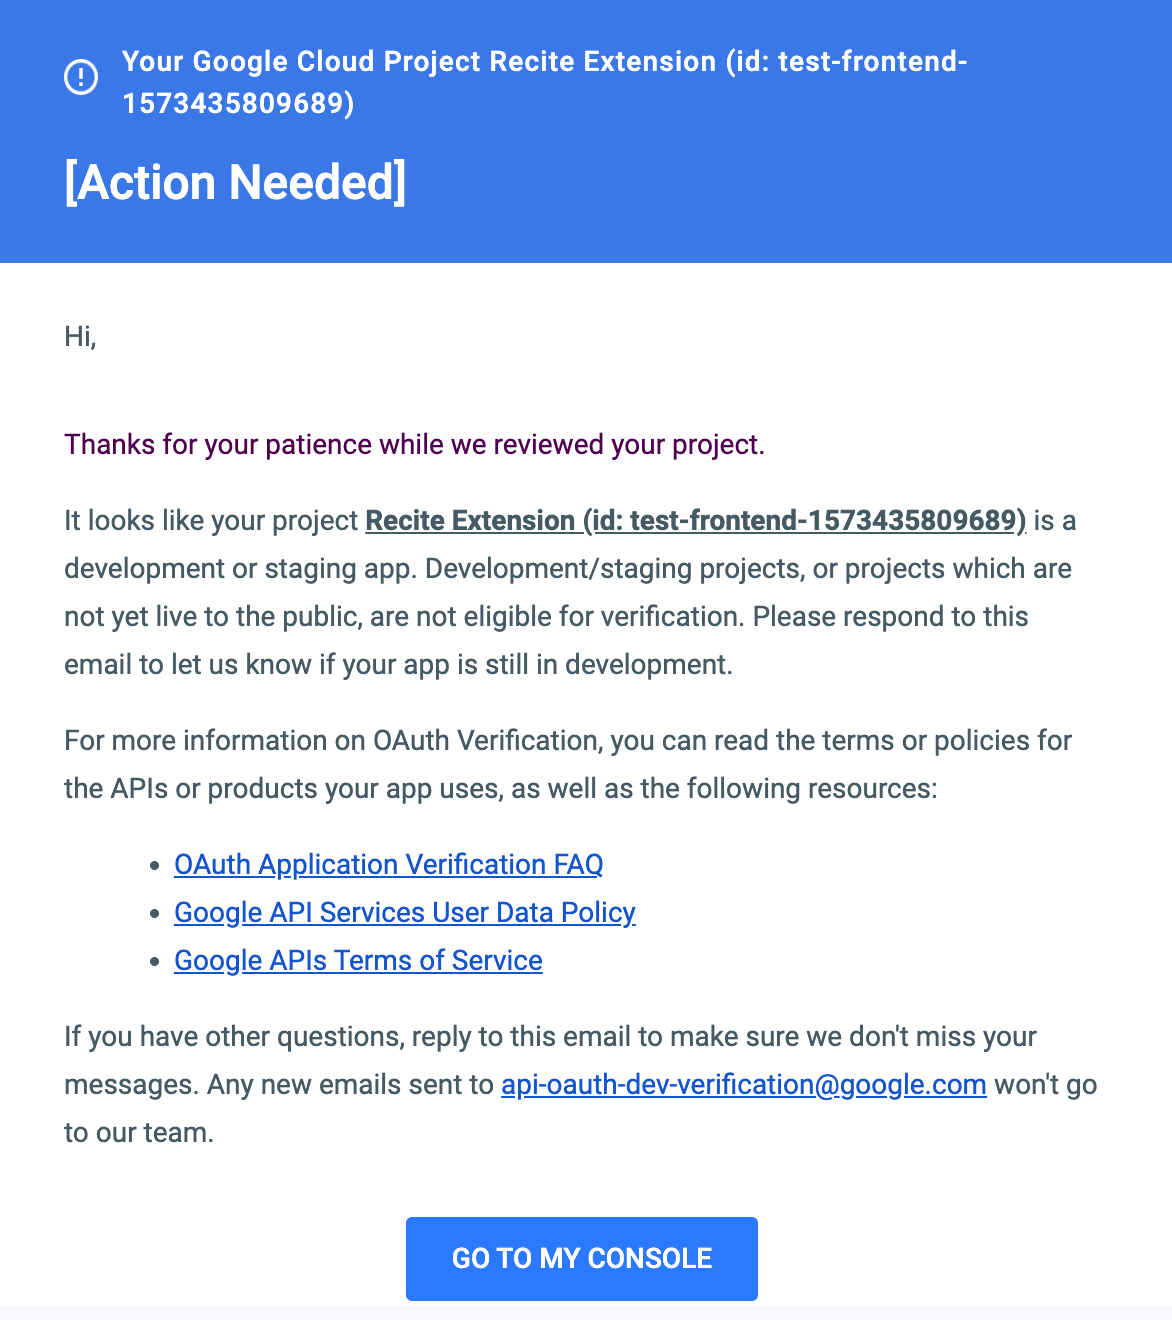 Your Google Cloud Project Recite Extension (id: test-frontend-
1573435809689)
[Action Needed]
Hi,
Thanks for your patience while we reviewed your project.
It looks like your project Recite Extension (id: test-frontend-1573435809689) is a
development or staging app. Development/staging projects, or projects which are
not yet live to the public, are not eligible for verification. Please respond to this
email to let us know if your app is still in development.
For more information on OAuth Verification, you can read the terms or policies for
the APIs or products your app uses, as well as the following resources:
• OAuth Application Verification FAQ
• Google API Services User Data Policy
• Google APIs Terms of Service
If you have other questions, reply to this email to make sure we don't miss your
messages. Any new emails sent to api-oauth-dev-verification@google.com won't go
to our team.
GO TO MY CONSOLE